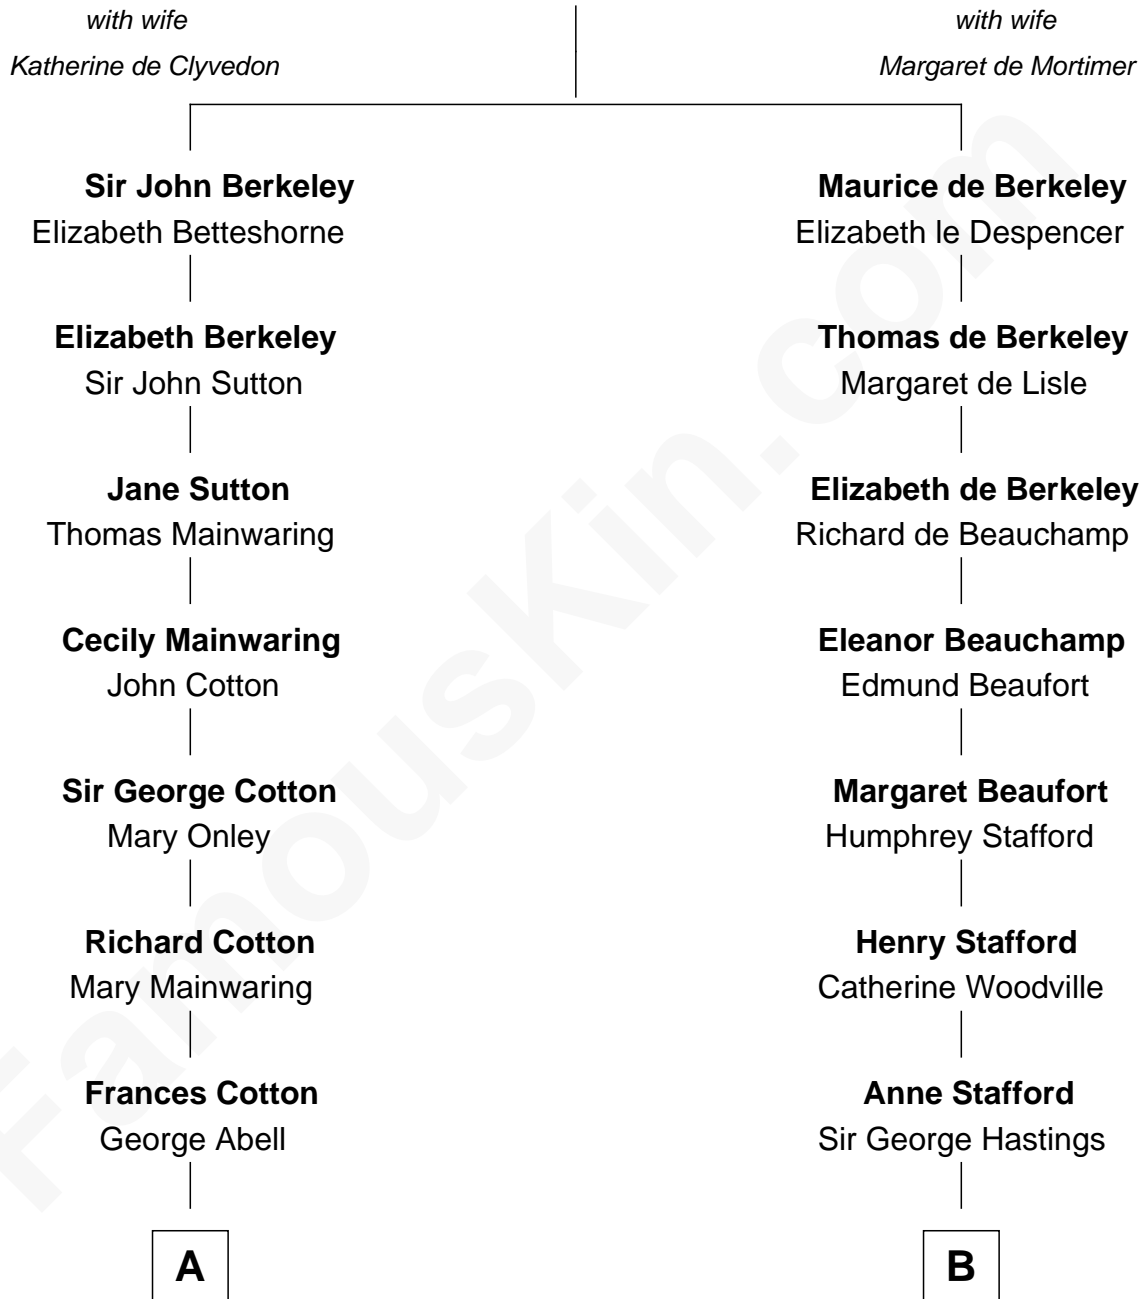 with wife
Katherine de Clyvedon
with wife
Margaret de Mortimer
Sir John Berkeley
Elizabeth Betteshorne
Maurice de Berkeley
Elizabeth le Despencer
Elizabeth Berkeley
Sir John Sutton
Thomas de Berkeley
Margaret de Lisle
Jane Sutton
Thomas Mainwaring
Elizabeth de Berkeley
Richard de Beauchamp
Cecily Mainwaring
John Cotton
Eleanor Beauchamp
Edmund Beaufort
Sir George Cotton
Mary Onley
Margaret Beaufort
Humphrey Stafford
Richard Cotton
Mary Mainwaring
Henry Stafford
Catherine Woodville
Frances Cotton
George Abell
Anne Stafford
Sir George Hastings
A
B
FamousKin.com